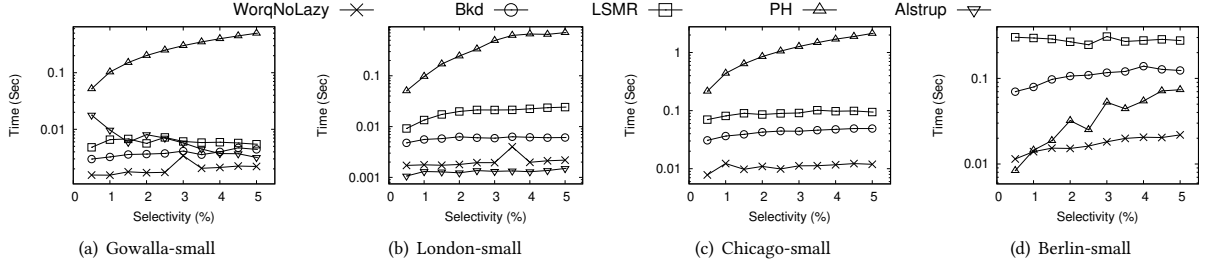 WorqNoLazy Bkd LSMR PH Alstrup
Time (Sec)
0.1
0.01
0 1 2 3 4 5
Selectivity (%)
(a) Gowalla-small
Time (Sec)
1
0.1
0.01
0.001
0 1 2 3 4 5
Selectivity (%)
(b) London-small
Time (Sec)
1
0.1
0.01
0 1 2 3 4 5
Selectivity (%)
(c) Chicago-small
Time (Sec)
0.1
0.01
0 1 2 3 4 5
Selectivity (%)
(d) Berlin-small